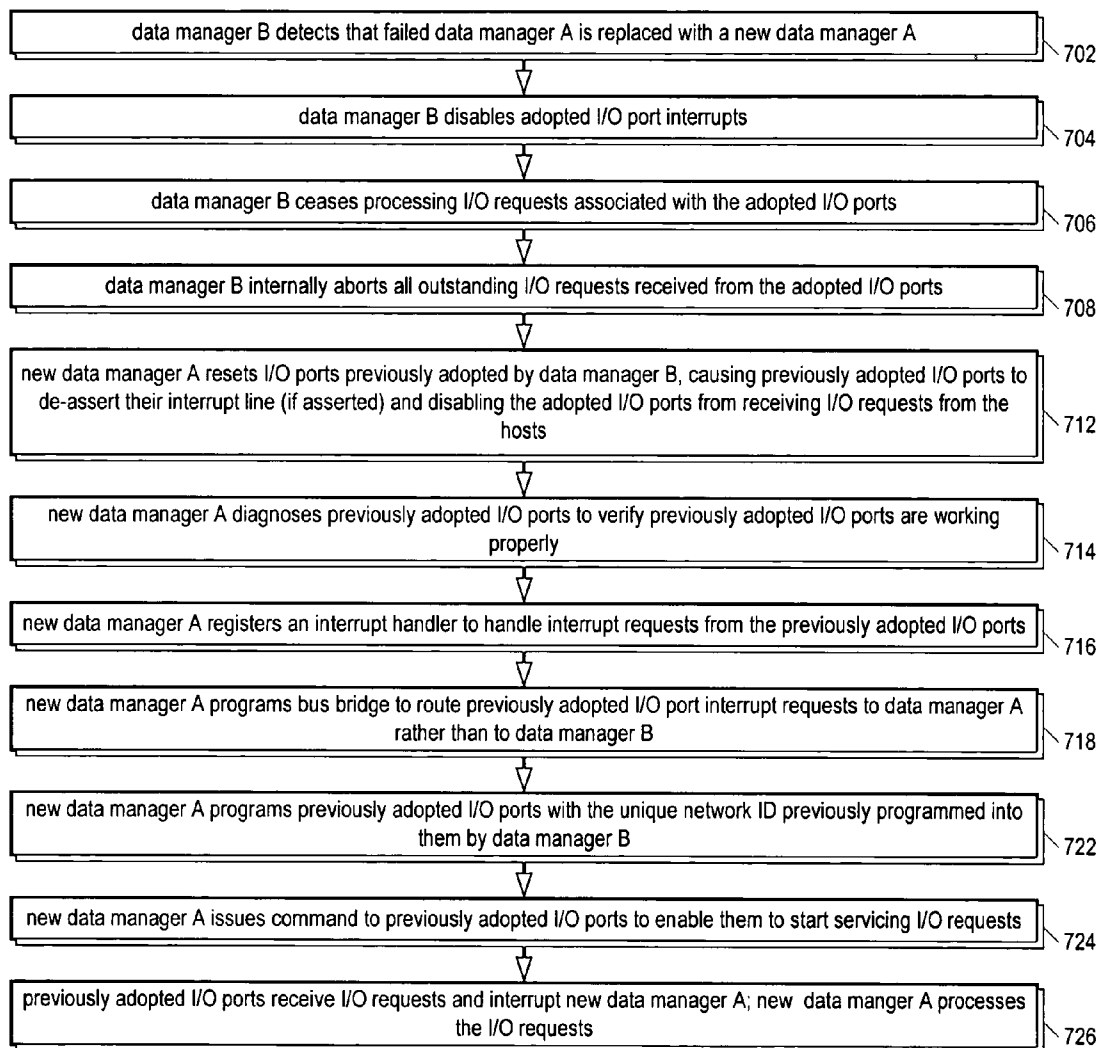 data manager B detects that failed data manager A is replaced with a new data manager A
702
data manager B disables adopted I/O port interrupts
704
data manager B ceases processing I/O requests associated with the adopted I/O ports
706
data manager B internally aborts all outstanding I/O requests received from the adopted I/O ports
708
new data manager A resets I/O ports previously adopted by data manager B, causing previously adopted I/O ports to
de-assert their interrupt line (if asserted) and disabling the adopted I/O ports from receiving I/O requests from the
hosts
712
new data manager A diagnoses previously adopted I/O ports to verify previously adopted I/O ports are working
properly
714
new data manager A registers an interrupt handler to handle interrupt requests from the previously adopted I/O ports
716
new data manager A programs bus bridge to route previously adopted I/O port interrupt requests to data manager A
rather than to data manager B
718
new data manager A programs previously adopted I/O ports with the unique network ID previously programmed into
them by data manager B
722
new data manager A issues command to previously adopted I/O ports to enable them to start servicing I/O requests
724
previously adopted I/O ports receive I/O requests and interrupt new data manager A; new data manger A processes
the I/O requests
726